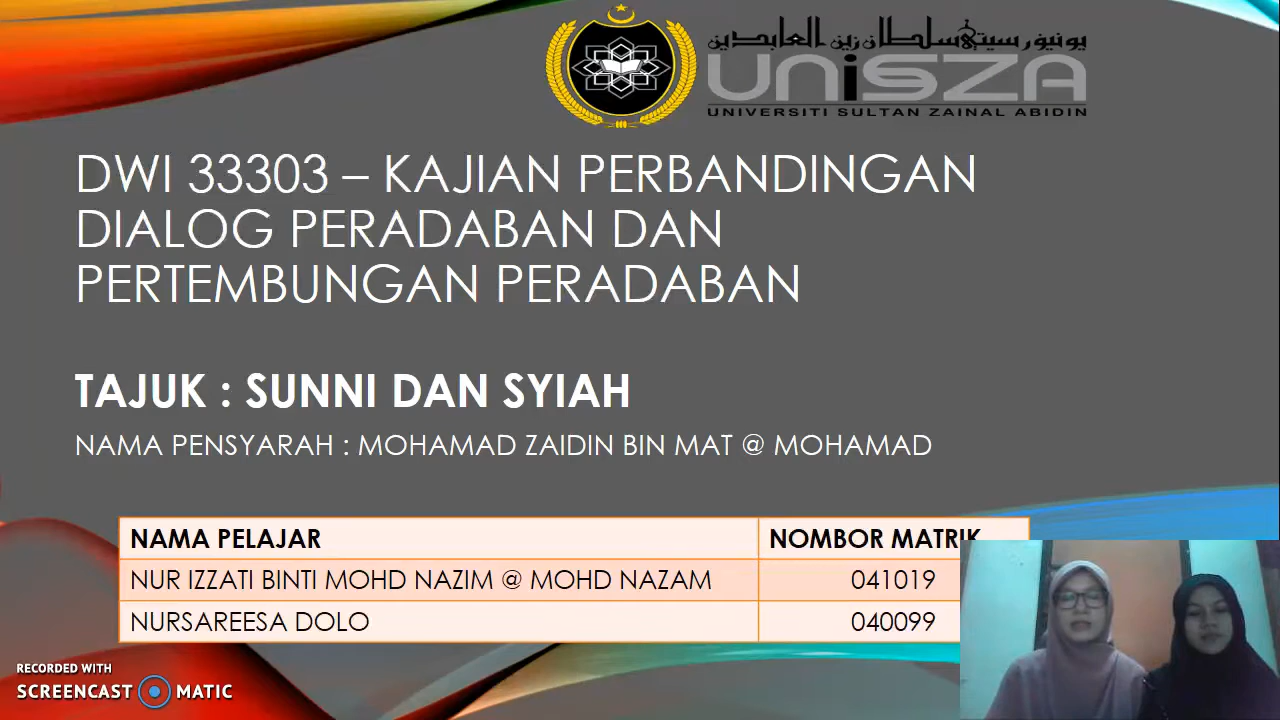 يونيۏرسيتي سلطان زين العابدين
UNiSZA
UNIVERSITI SULTAN ZAINAL ABIDIN
DWI 33303 – KAJIAN PERBANDINGAN
DIALOG PERADABAN DAN
PERTEMBUNGAN PERADABAN
TAJUK : SUNNI DAN SYIAH
NAMA PENSYARAH : MOHAMAD ZAIDIN BIN MAT @ MOHAMAD
NAMA PELAJAR NOMBOR MATRIK
NUR IZZATI BINTI MOHD NAZIM @ MOHD NAZAM 041019
NURSAREESA DOLO 040099
RECORDED WITH
SCREENCAST MATIC